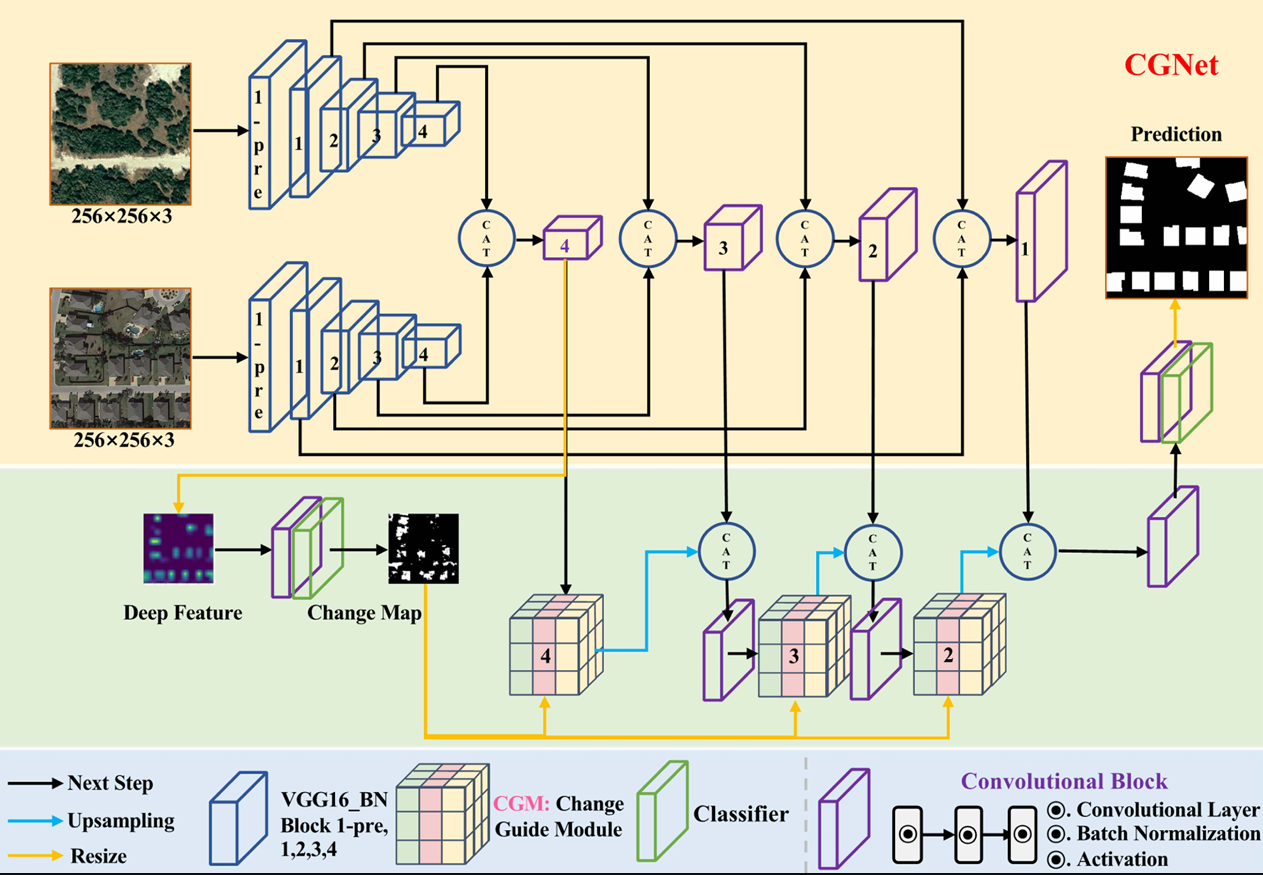 CGNet
Prediction
1-pre
1
2
3
4
256×256×3
CAT
4
CAT
3
CAT
2
CAT
1
1-pre
1
2
3
4
256×256×3
Deep Feature
Change Map
CAT
CAT
CAT
4
3
2
Next Step
Upsampling
Resize
VGG16_BN
Block 1-pre,
1,2,3,4
CGM: Change
Guide Module
Classifier
Convolutional Block
. Convolutional Layer
. Batch Normalization
. Activation